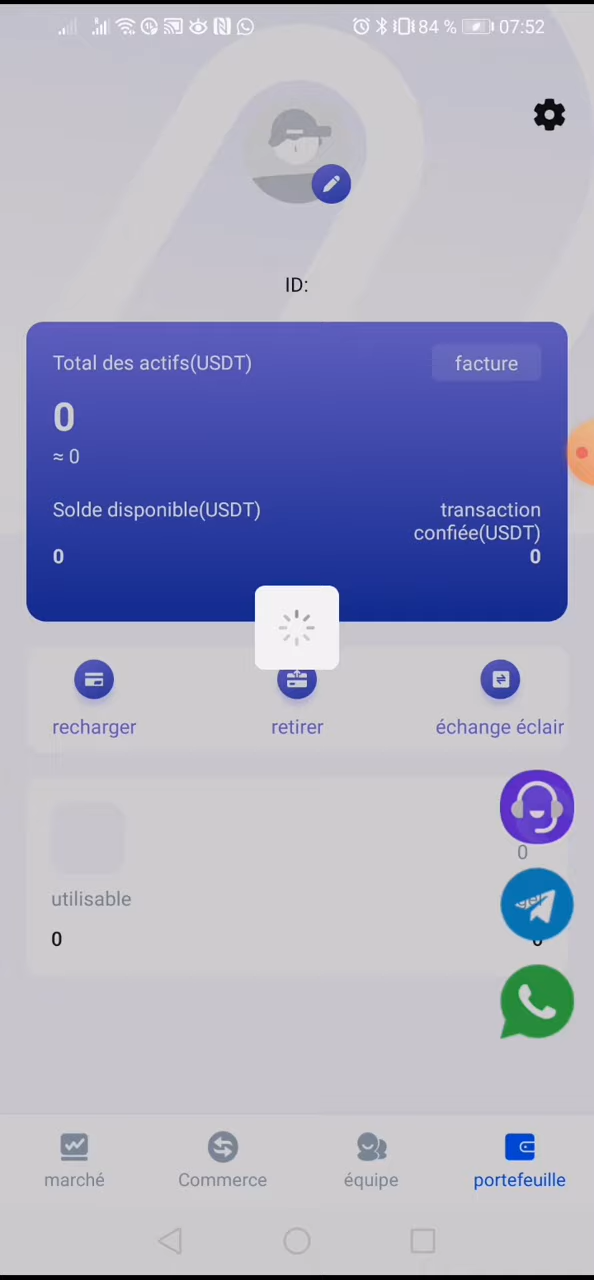 84 % 07:52
ID:
Total des actifs(USDT)
facture
0
≈ 0
Solde disponible(USDT)
transaction
confiée(USDT)
0
0
recharger
retirer
échange éclair
0
utilisable
0
0
marché
Commerce
équipe
portefeuille